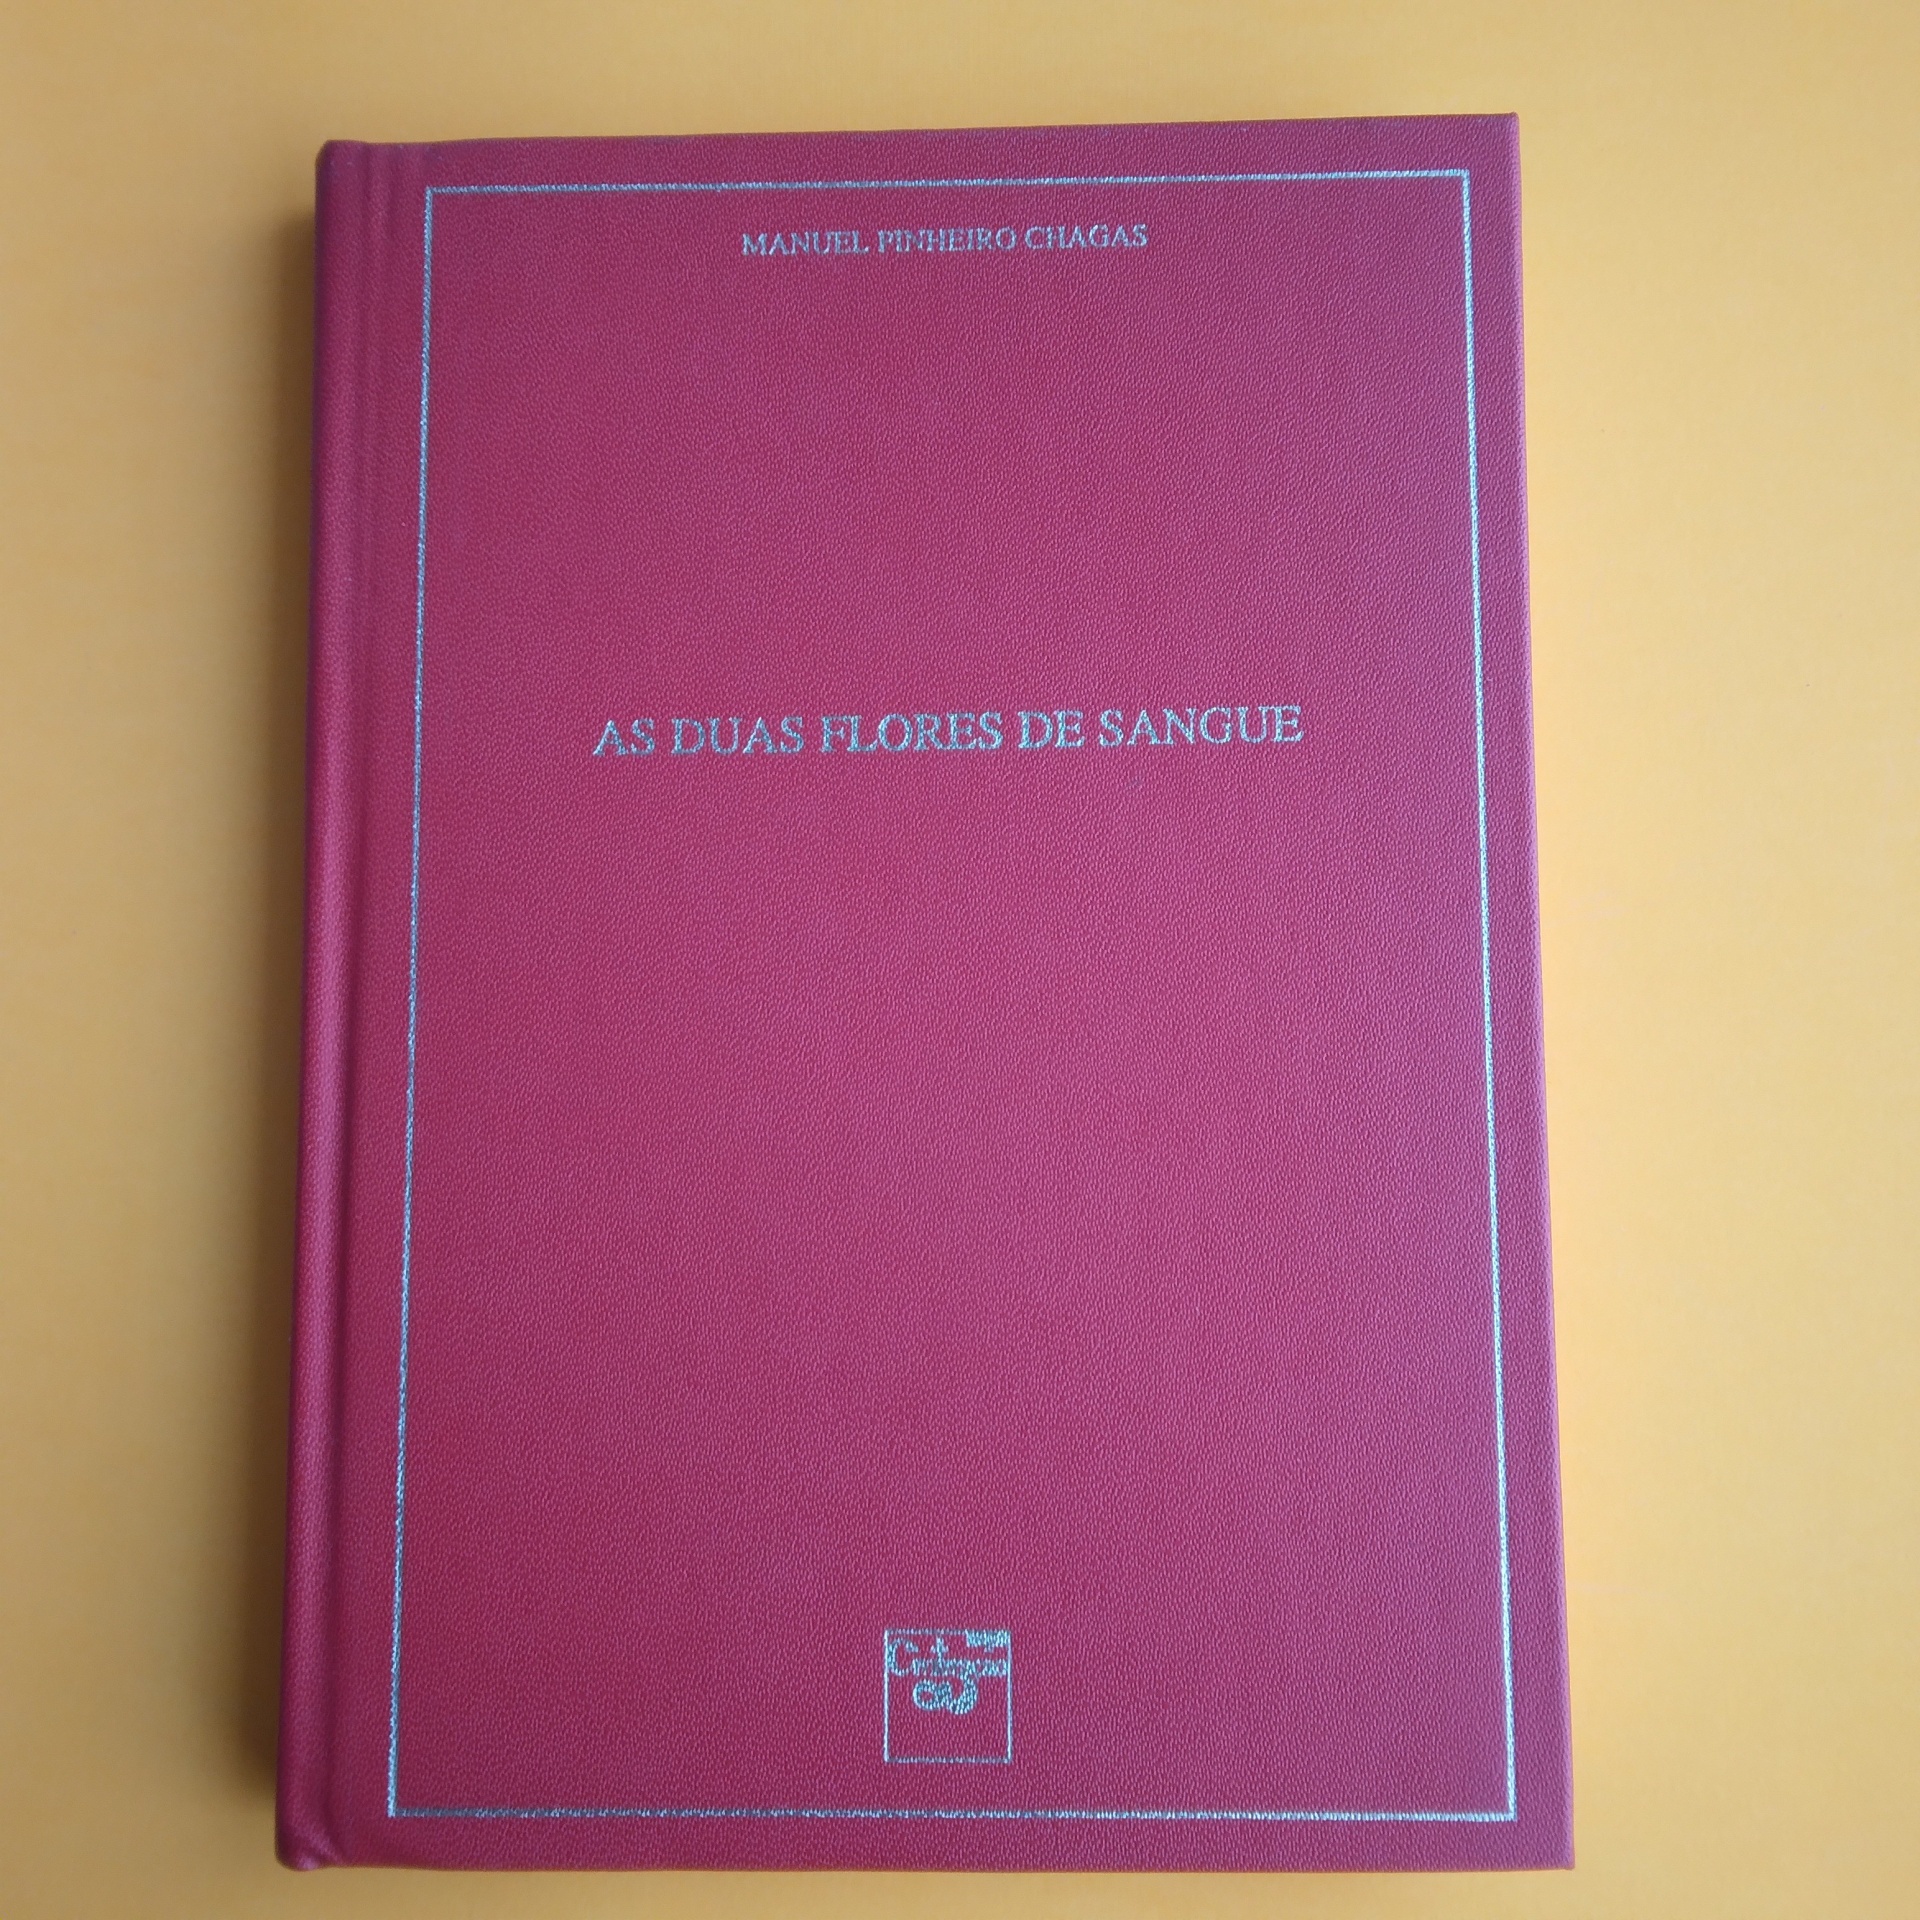 MANUEL PINHEIRO CHAGAS
AS DUAS FLORES DE SANGUE